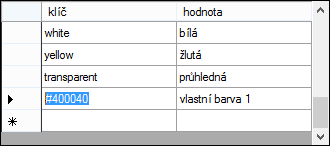 klíč hodnota
white bílá
yellow žlutá
transparent průhledná
#400040 vlastní barva 1